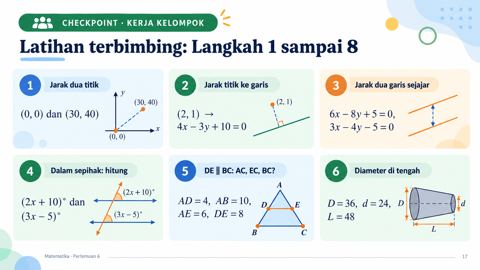 CHECKPOINT · KERJA KELOMPOK
Latihan terbimbing: Langkah 1 sampai 8
1 Jarak dua titik
(0, 0) dan (30, 40)
y
(30, 40)
(0, 0)
x
2 Jarak titik ke garis
(2, 1) →
4x − 3y + 10 = 0
(2, 1)
3 Jarak dua garis sejajar
6x − 8y + 5 = 0,
3x − 4y − 5 = 0
4 Dalam sepihak: hitung
(2x + 10)° dan
(3x − 5)°
(2x + 10)°
(3x − 5)°
5 DE ∥ BC: AC, EC, BC?
AD = 4, AB = 10,
AE = 6, DE = 8
A
D
E
B
C
6 Diameter di tengah
D = 36, d = 24,
L = 48
D
d
L
Matematika · Pertemuan 6
17